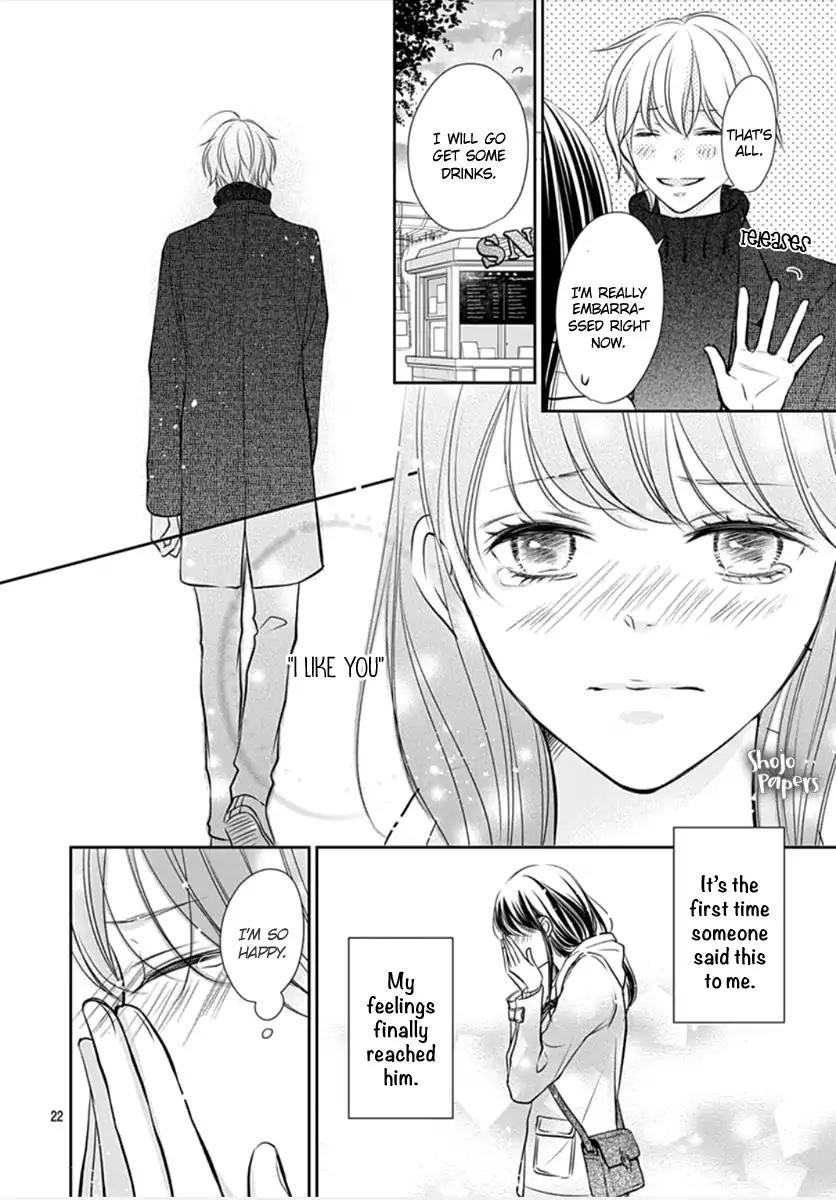 THAT'S
ALL.
RELEASES
I'M REALLY
EMBARRA-
SSED RIGHT
NOW.
I WILL GO
GET SOME
DRINKS.
SN
"I LIKE YOU"
Shojo
Papers
It's the
first time
someone
said this
to me.
My
feelings
finally
reached
him.
I'M SO
HAPPY.
22